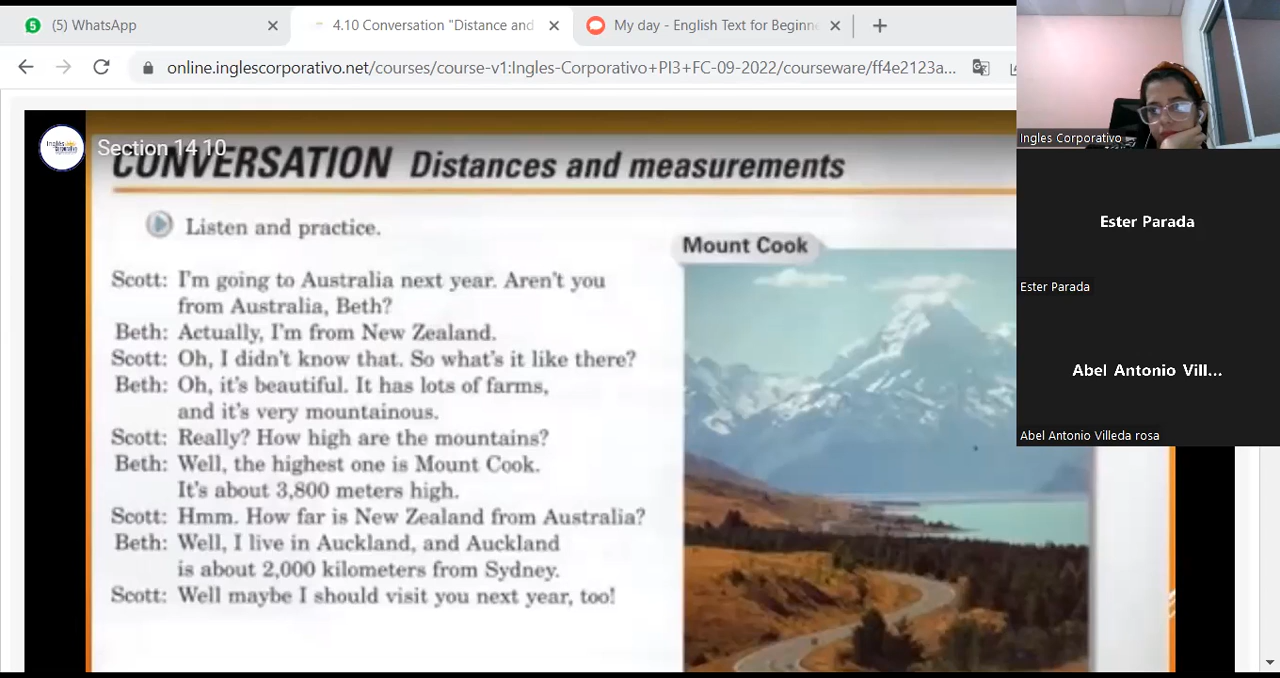 (5) WhatsApp
4.10 Conversation "Distance and
My day - English Text for Beginne
online.inglescorporativo.net/courses/course-v1:Ingles-Corporativo+PI3+FC-09-2022/courseware/ff4e2123a...
Section 14 10
CONVERSATION Distances and measurements
Listen and practice.
Mount Cook
Scott: I'm going to Australia next year. Aren't you
from Australia, Beth?
Beth: Actually, I'm from New Zealand.
Scott: Oh, I didn't know that. So what's it like there?
Beth: Oh, it's beautiful. It has lots of farms,
and it's very mountainous.
Scott: Really? How high are the mountains?
Beth: Well, the highest one is Mount Cook.
It's about 3,800 meters high.
Scott: Hmm. How far is New Zealand from Australia?
Beth: Well, I live in Auckland, and Auckland
is about 2,000 kilometers from Sydney.
Scott: Well maybe I should visit you next year, too!
Ingles Corporativo
Ester Parada
Ester Parada
Abel Antonio Vill...
Abel Antonio Villeda rosa